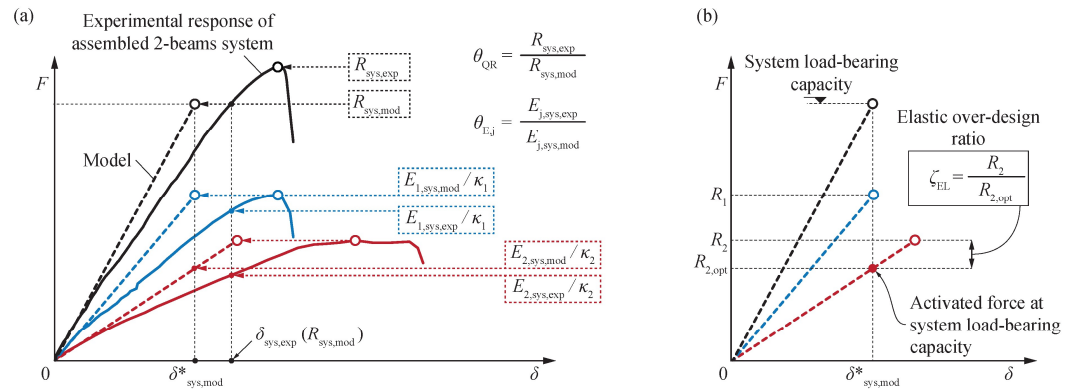 (a)
Experimental response of
assembled 2-beams system
F
R_sys,exp
R_sys,mod
θ_QR = R_sys,exp / R_sys,mod
θ_E,j = E_j,sys,exp / E_j,sys,mod
Model
E_1,sys,mod / κ_1
E_1,sys,exp / κ_1
E_2,sys,mod / κ_2
E_2,sys,exp / κ_2
δ_sys,exp (R_sys,mod)
0
δ*_sys,mod
δ
(b)
System load-bearing
capacity
F
Elastic over-design
ratio
ζ_EL = R_2 / R_2,opt
R_1
R_2
R_2,opt
Activated force at
system load-bearing
capacity
0
δ*_sys,mod
δ